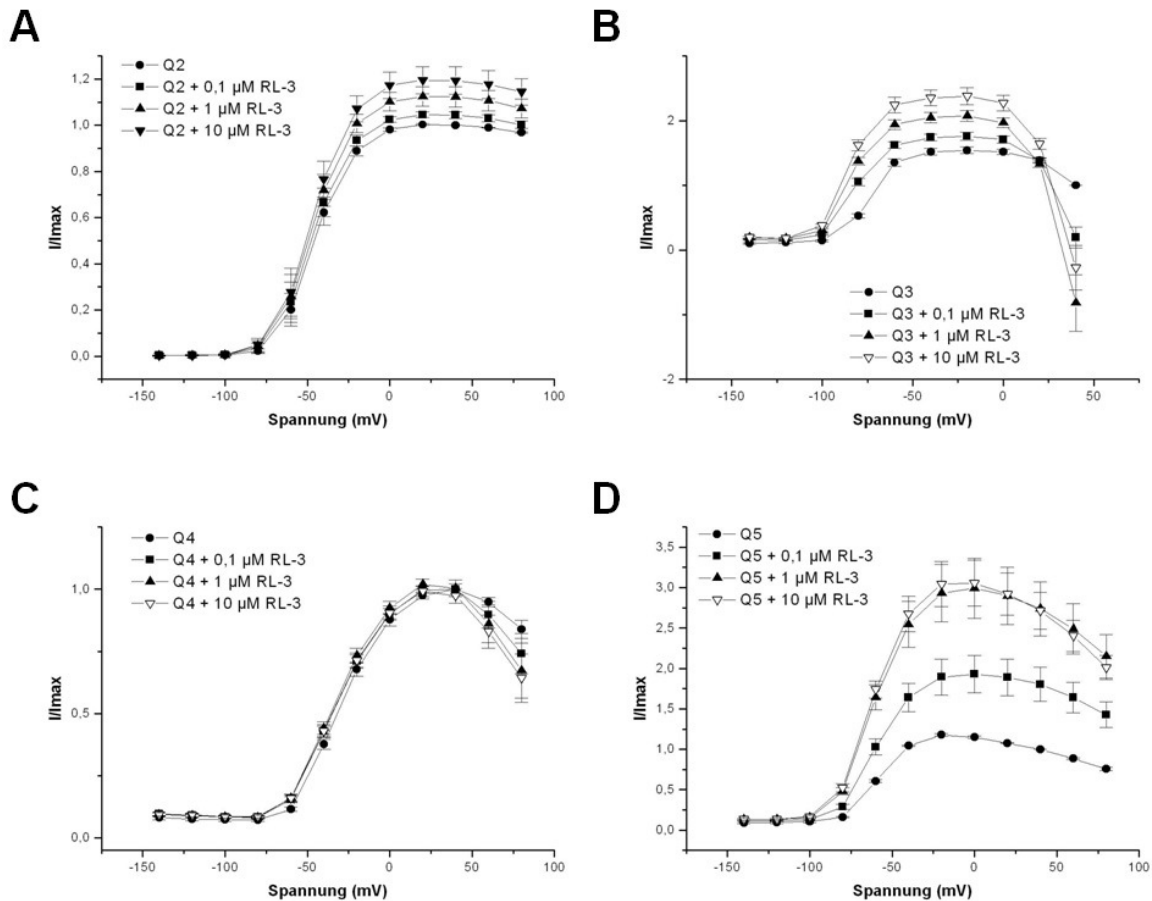 A
Q2
Q2 + 0,1 µM RL-3
Q2 + 1 µM RL-3
Q2 + 10 µM RL-3
1,2
1,0
0,8
0,6
0,4
0,2
0,0
I/Imax
-150
-100
-50
0
50
100
Spannung (mV)
B
2
0
-2
I/Imax
Q3
Q3 + 0,1 µM RL-3
Q3 + 1 µM RL-3
Q3 + 10 µM RL-3
-150
-100
-50
0
50
Spannung (mV)
C
Q4
Q4 + 0,1 µM RL-3
Q4 + 1 µM RL-3
Q4 + 10 µM RL-3
1,0
0,5
0,0
I/Imax
-150
-100
-50
0
50
100
Spannung (mV)
D
Q5
Q5 + 0,1 µM RL-3
Q5 + 1 µM RL-3
Q5 + 10 µM RL-3
3,5
3,0
2,5
2,0
1,5
1,0
0,5
0,0
I/Imax
-150
-100
-50
0
50
100
Spannung (mV)